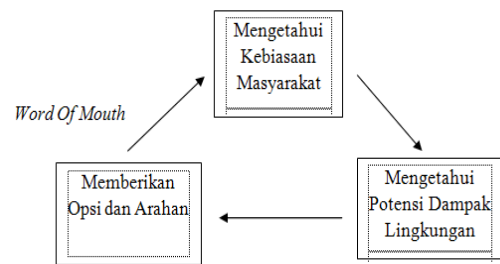 Mengetahui
Kebiasaan
Masyarakat
Word Of Mouth
Memberikan
Opsi dan Arahan
Mengetahui
Potensi Dampak
Lingkungan